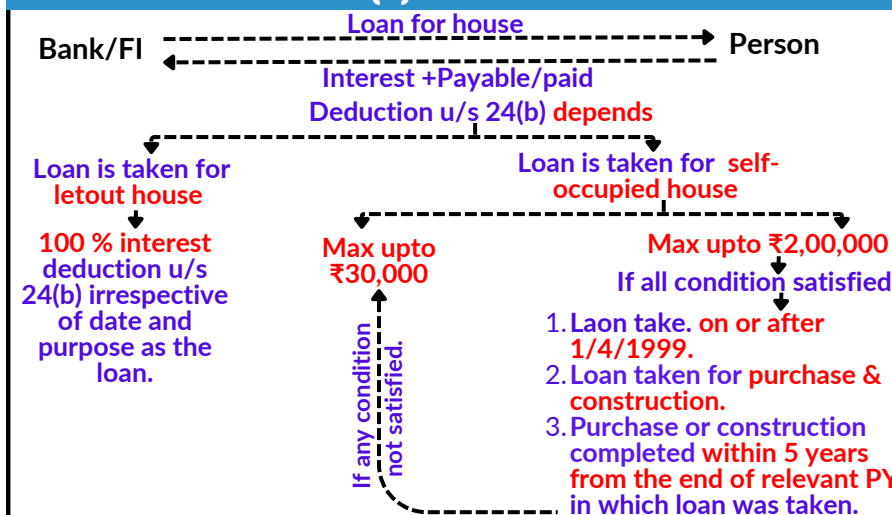 Loan for house
Bank/FI
Person
Interest +Payable/paid
Deduction u/s 24(b) depends
Loan is taken for
letout house
100 % interest
deduction u/s
24(b) irrespective
of date and
purpose as the
loan.
Loan is taken for self-
occupied house
Max upto
₹30,000
If any condition
not satisfied.
Max upto ₹2,00,000
If all condition satisfied
1. Laon take. on or after
1/4/1999.
2. Loan taken for purchase &
construction.
3. Purchase or construction
completed within 5 years
from the end of relevant PY
in which loan was taken.